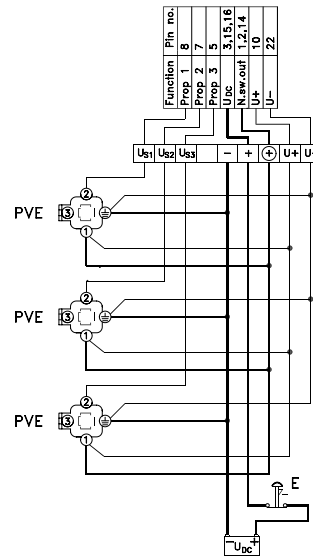 Function Pin no.
Prop 1 8
Prop 2 7
Prop 3 5
UDC 3,15,16
N.sw.out 1,2,14
U+ 10
U- 22
US1 US2 US3 - + + U+ U-
2
PVE 3
1
2
PVE 3
1
2
PVE 3
1
E
- UDC +